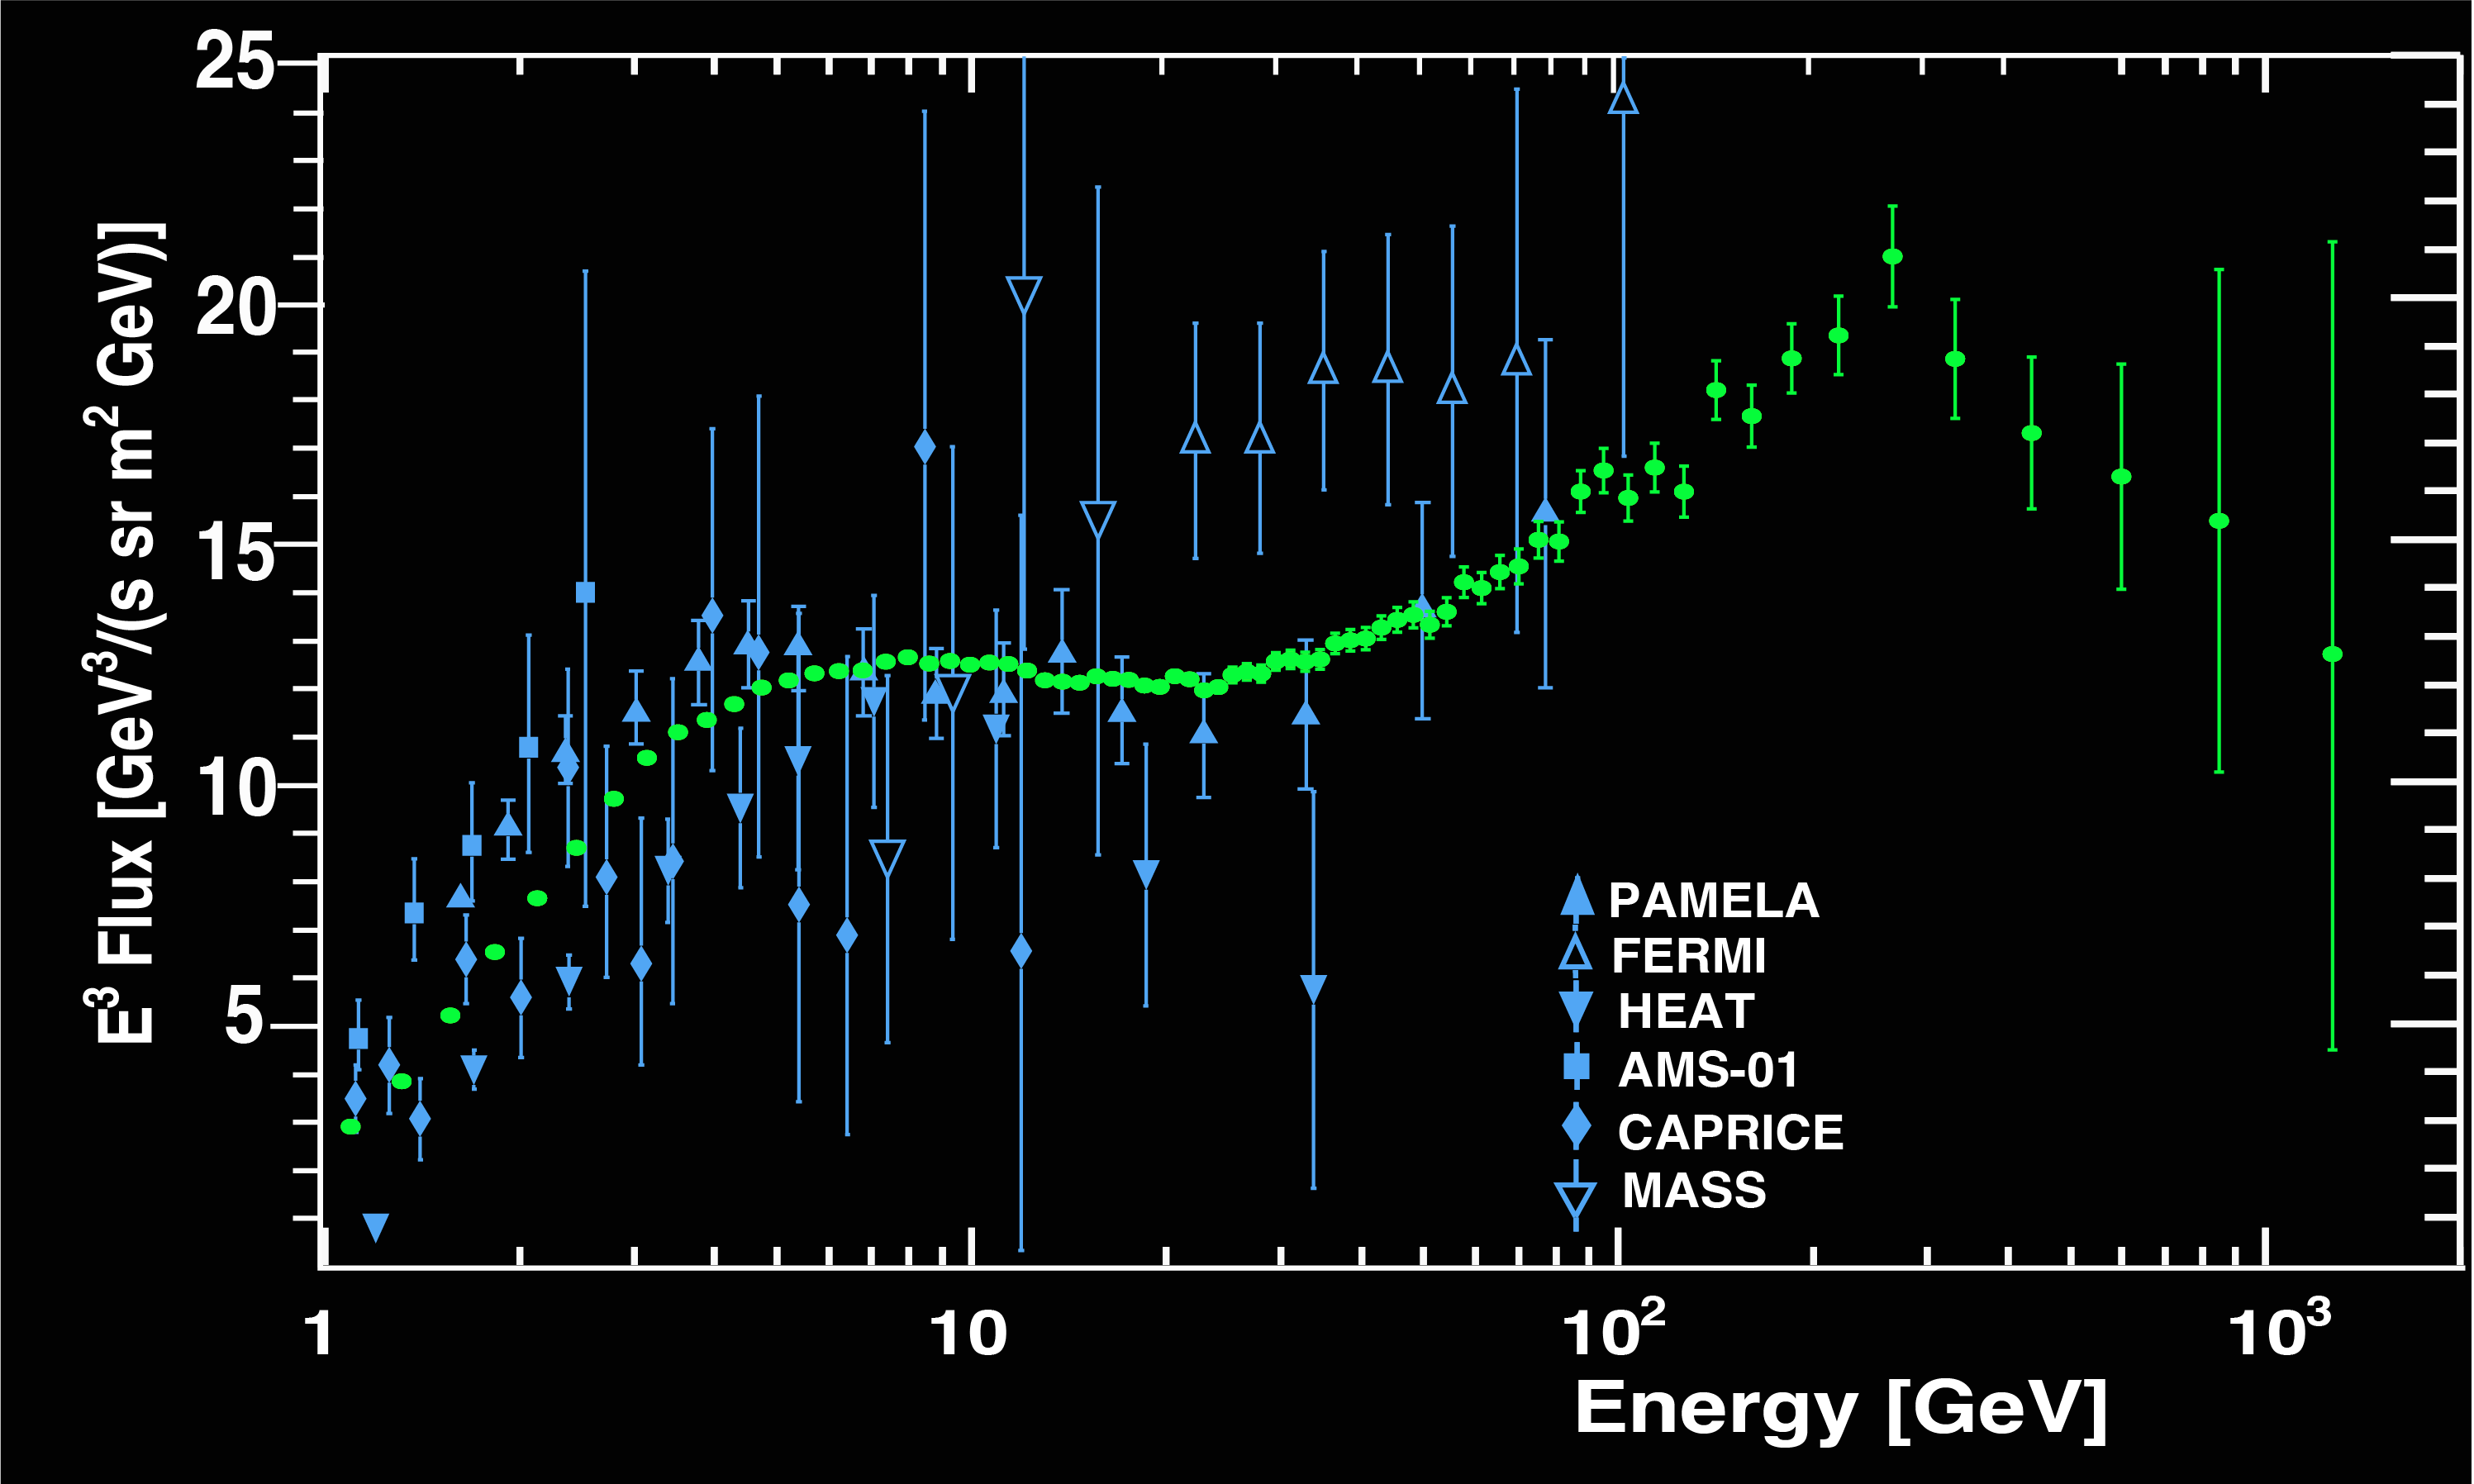 E³ Flux [GeV³/(s sr m² GeV)]
25
20
15
10
5
PAMELA
FERMI
HEAT
AMS-01
CAPRICE
MASS
1 10 10² 10³
Energy [GeV]